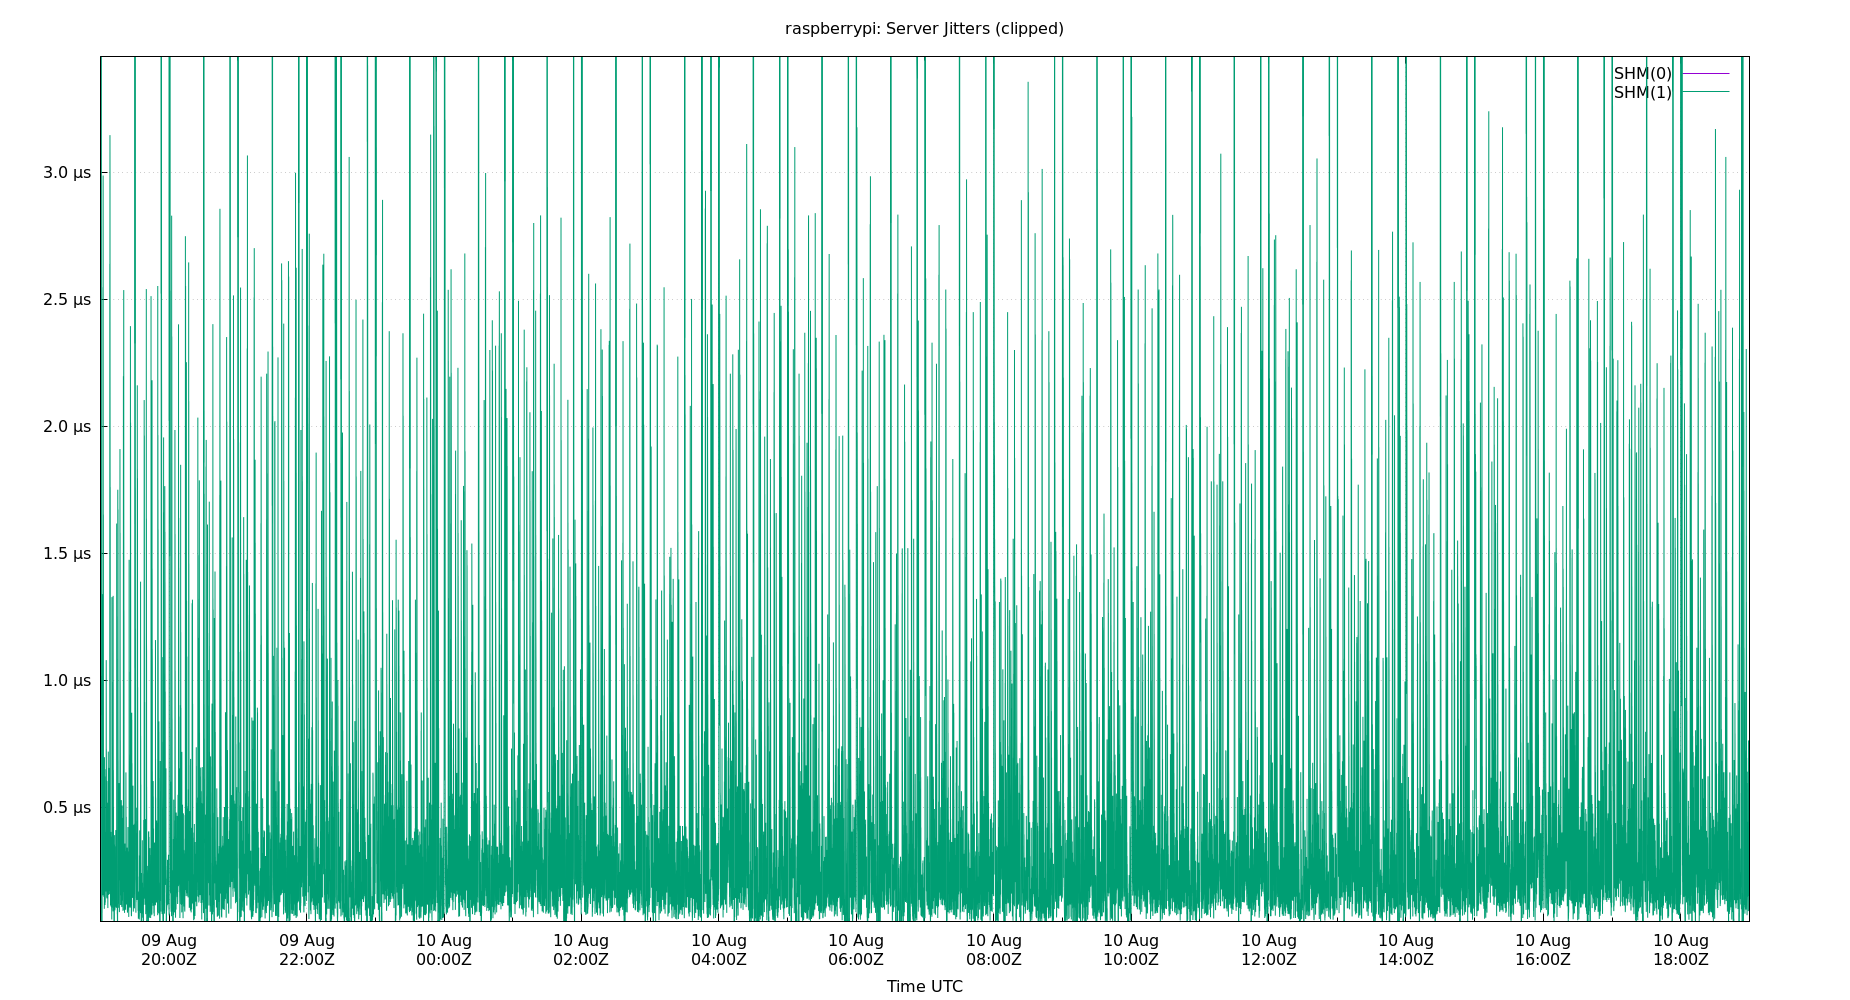 raspberrypi: Server Jitters (clipped)
SHM(0)
SHM(1)
3.0 µs
2.5 µs
2.0 µs
1.5 µs
1.0 µs
0.5 µs
09 Aug 09 Aug 10 Aug 10 Aug 10 Aug 10 Aug 10 Aug 10 Aug 10 Aug 10 Aug 10 Aug 10 Aug
20:00Z 22:00Z 00:00Z 02:00Z 04:00Z 06:00Z 08:00Z 10:00Z 12:00Z 14:00Z 16:00Z 18:00Z
Time UTC